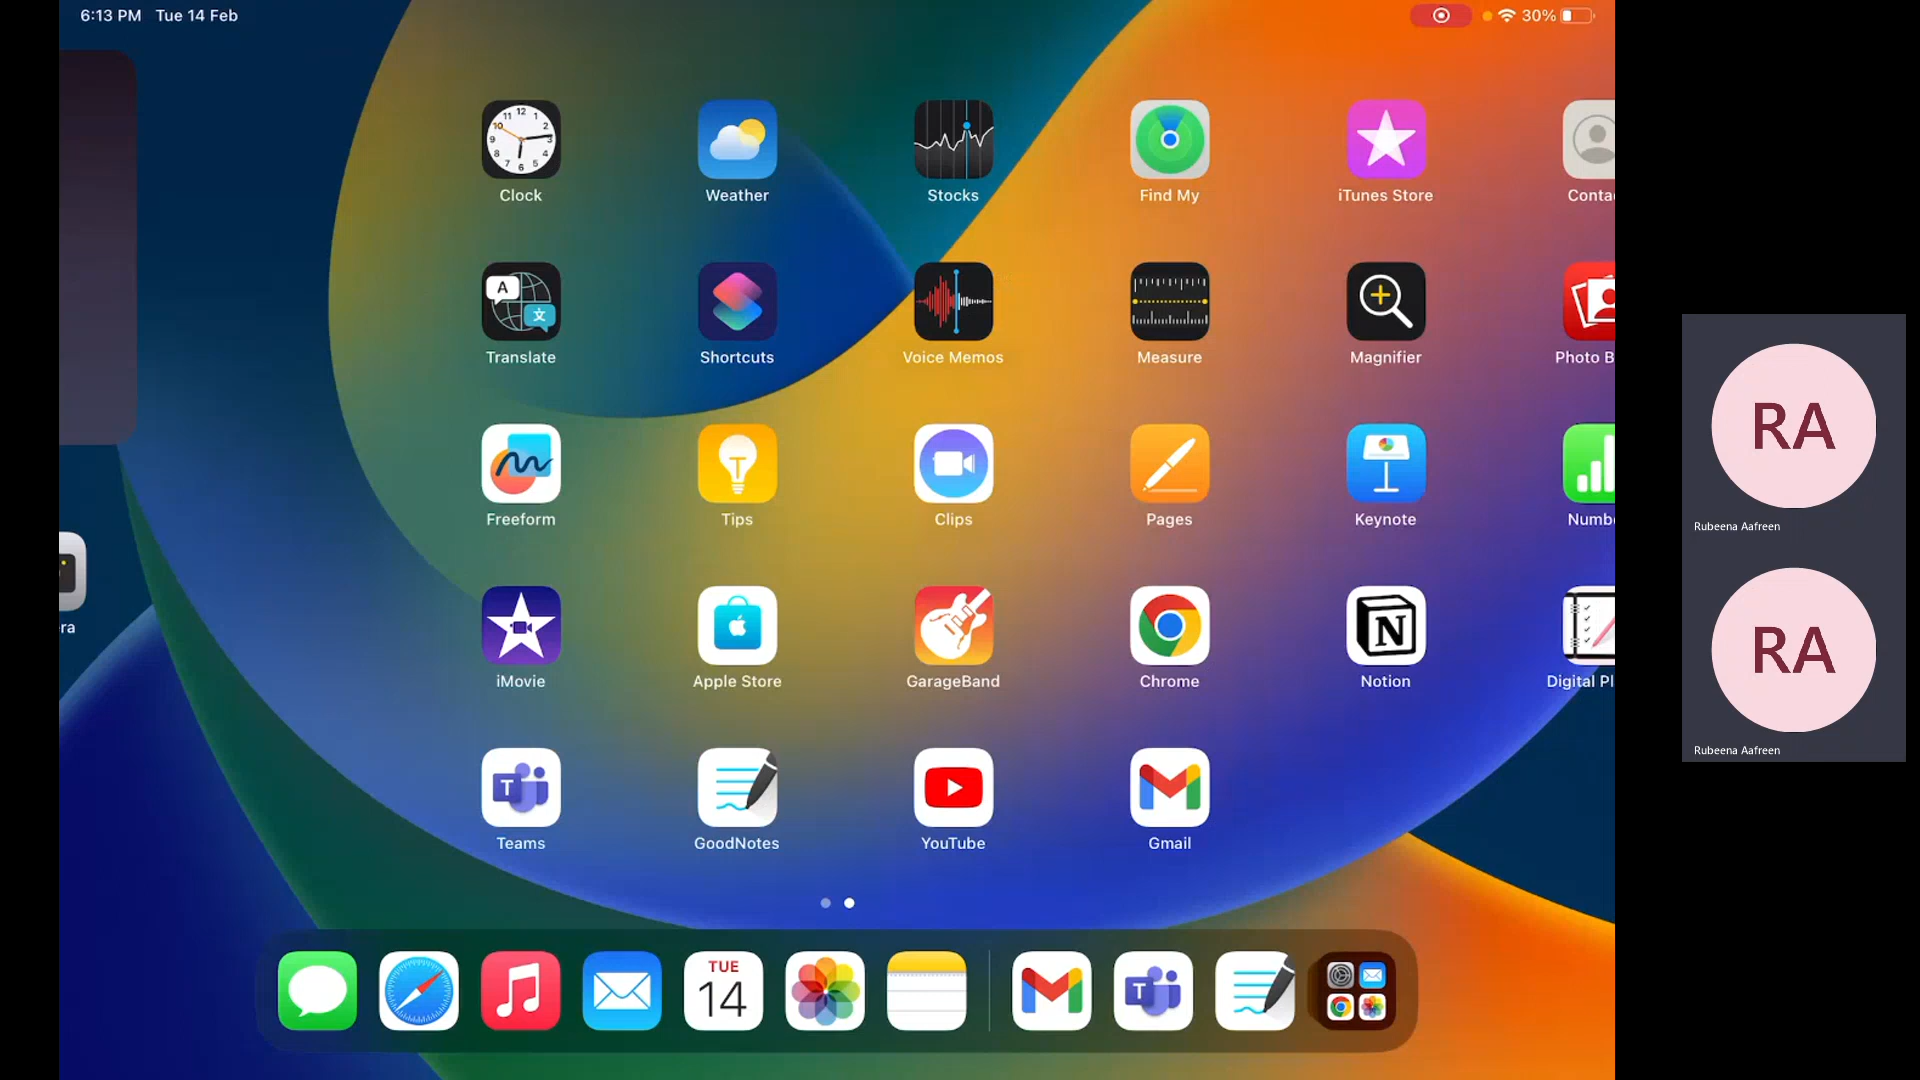 6:13 PM Tue 14 Feb
30%
Clock
Weather
Stocks
Find My
iTunes Store
Conta
Translate
Shortcuts
Voice Memos
Measure
Magnifier
Photo B
Freeform
Tips
Clips
Pages
Keynote
Numb
ra
iMovie
Apple Store
GarageBand
Chrome
Notion
Digital Pl
Teams
GoodNotes
YouTube
Gmail
TUE
14
RA
Rubeena Aafreen
RA
Rubeena Aafreen